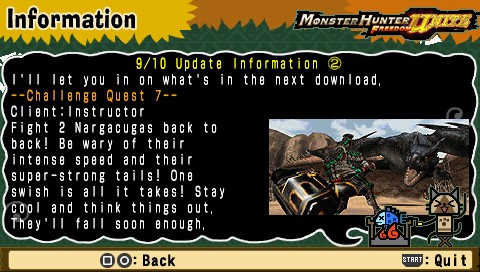 Information
MONSTER HUNTER
FREEDOM UNITE
9/10 Update Information ②
I'll let you in on what's in the next download.
--Challenge Quest 7--
Client:Instructor
Fight 2 Nargacugas back to
back! Be wary of their
intense speed and their
super-strong tails! One
swish is all it takes! Stay
cool and think things out.
They'll fall soon enough.
: Back
START: Quit